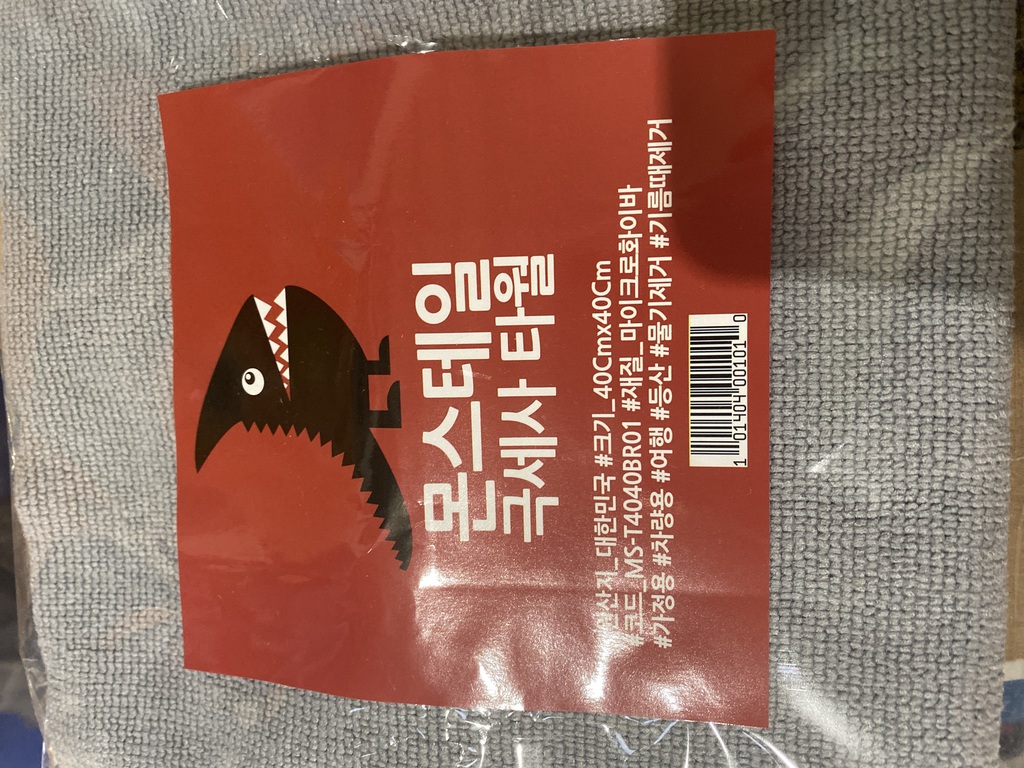 몬스테일
극세사 타월
#원산지_대한민국 #크기_40Cmx40Cm
#코드_MS-T4040BR01 #재질_마이크로화이바
#가정용 #차량용 #여행 #등산 #물기제거 #기름때제거
1 01404 00101 0